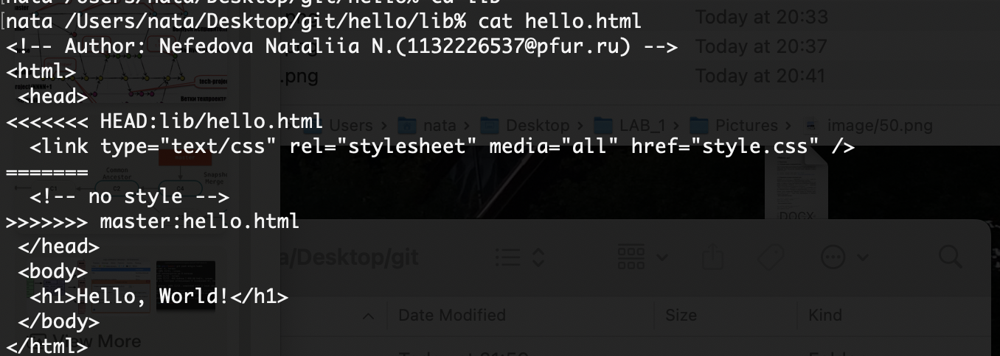 nata /Users/nata/Desktop/git/hello% cd lib
nata /Users/nata/Desktop/git/hello/lib% cat hello.html
Today at 20:33
<!-- Author: Nefedova Nataliia N.(1132226537@pfur.ru) -->
Today at 20:37
<html>
.png
Today at 20:41
<head>
<<<<<<< HEAD:lib/hello.html
Users › nata › Desktop › LAB_1 › Pictures › image/50.png
<link type="text/css" rel="stylesheet" media="all" href="style.css" />
=======
<!-- no style -->
>>>>>>> master:hello.html
DOCX
</head>
a/Desktop/git
<body>
<h1>Hello, World!</h1>
Date Modified Size Kind
</body>
View More
</html>